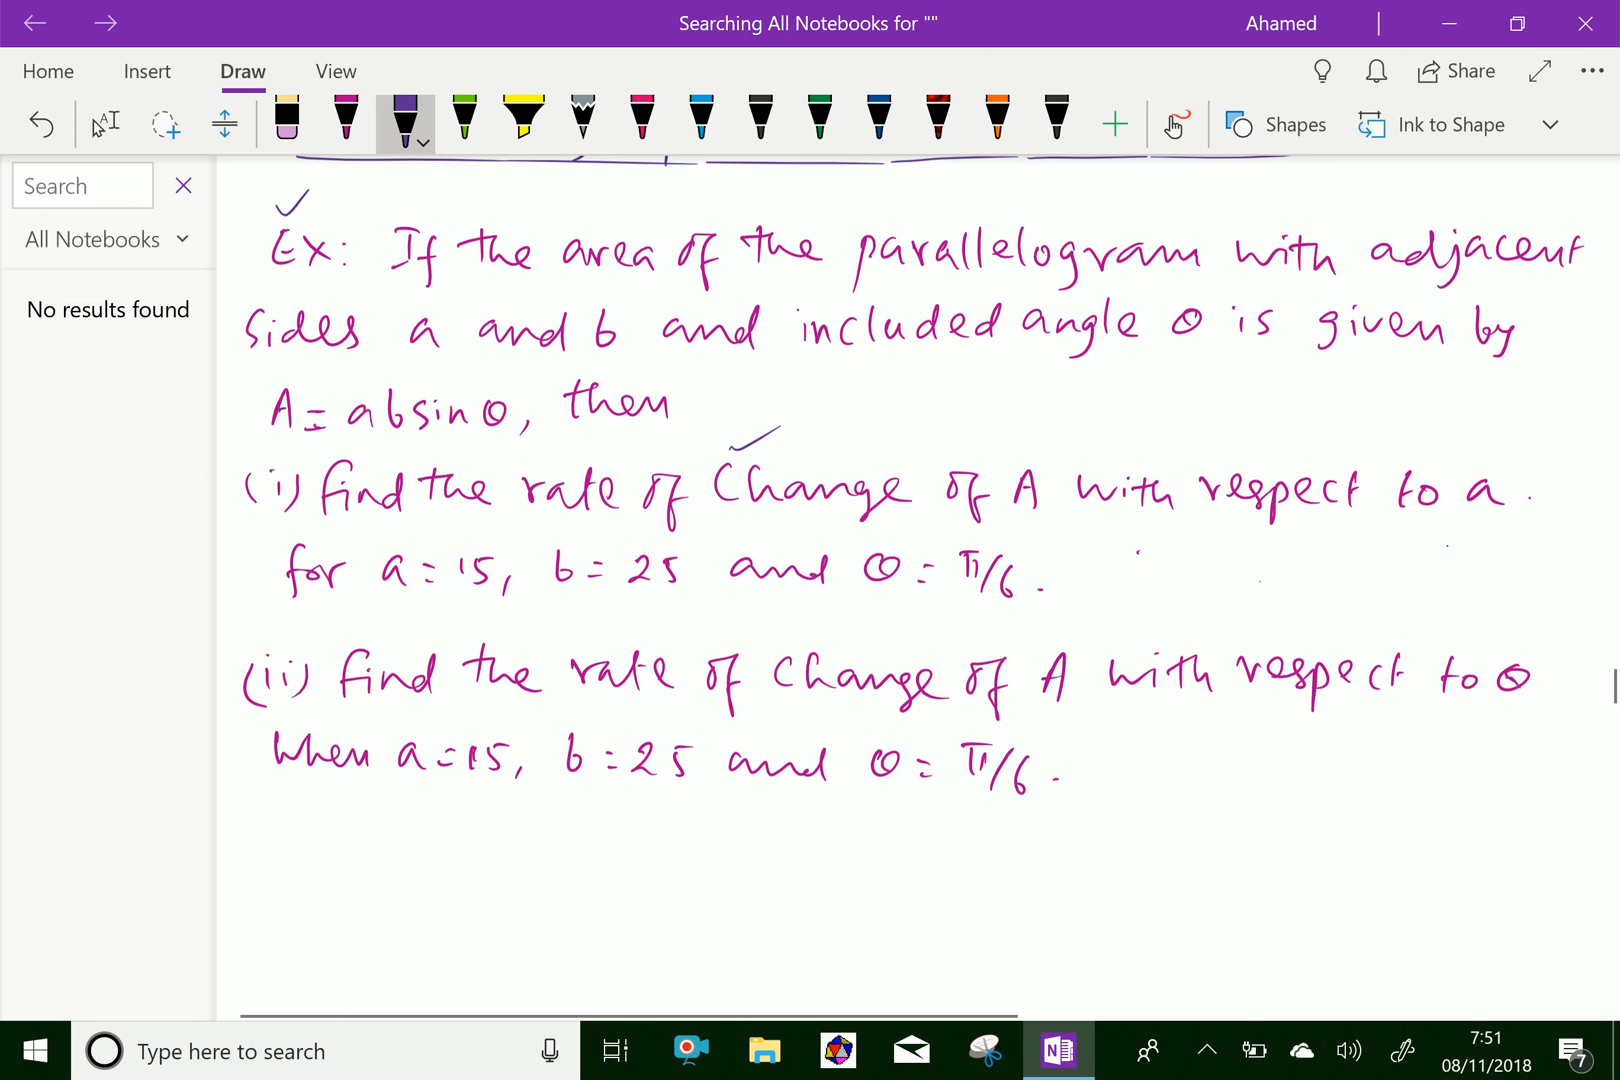 Searching All Notebooks for ""
Ahamed
Home Insert Draw View
Share
Shapes
Ink to Shape
Search
All Notebooks
No results found
Ex: If the area of the parallelogram with adjacent
sides a and b and included angle θ is given by
A = ab sin θ, then
(i) find the rate of change of A with respect to a.
for a = 15, b = 25 and θ = π/6.
(ii) find the rate of change of A with respect to θ
when a = 15, b = 25 and θ = π/6.
Type here to search
N
7:51
08/11/2018
7